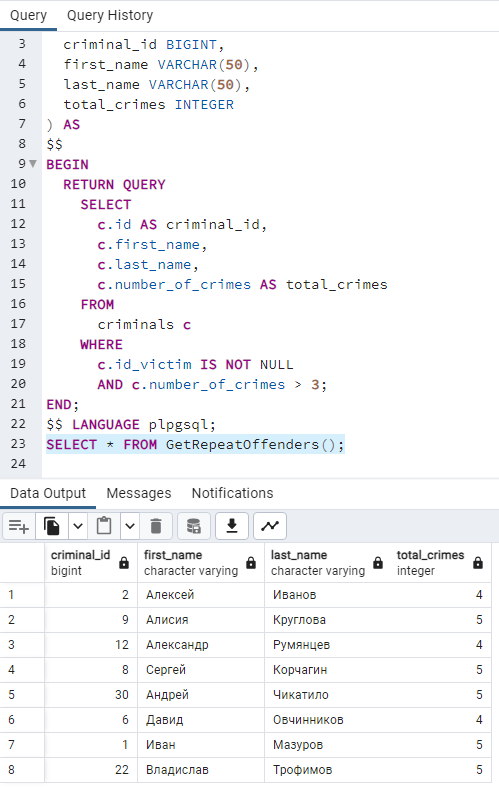 Query Query History
3 criminal_id BIGINT,
4 first_name VARCHAR(50),
5 last_name VARCHAR(50),
6 total_crimes INTEGER
7 ) AS
8 $$
9 BEGIN
10 RETURN QUERY
11 SELECT
12 c.id AS criminal_id,
13 c.first_name,
14 c.last_name,
15 c.number_of_crimes AS total_crimes
16 FROM
17 criminals c
18 WHERE
19 c.id_victim IS NOT NULL
20 AND c.number_of_crimes > 3;
21 END;
22 $$ LANGUAGE plpgsql;
23 SELECT * FROM GetRepeatOffenders();
24
Data Output Messages Notifications
criminal_id first_name last_name total_crimes
bigint character varying character varying integer
1 2 Алексей Иванов 4
2 9 Алисия Круглова 5
3 12 Александр Румянцев 4
4 8 Сергей Корчагин 5
5 30 Андрей Чикатило 5
6 6 Давид Овчинников 4
7 1 Иван Мазуров 5
8 22 Владислав Трофимов 5